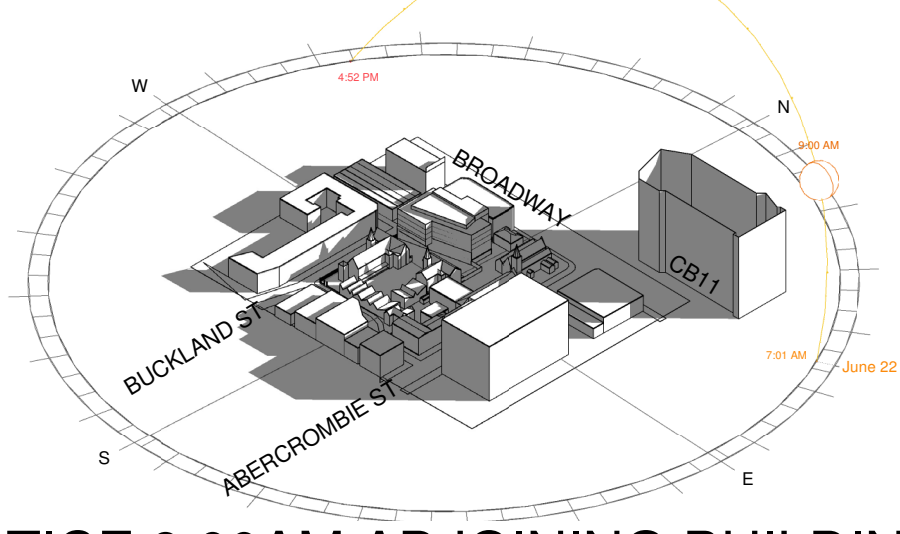 4:52 PM
W
N
9:00 AM
BROADWAY
CB11
BUCKLAND ST
7:01 AM
June 22
ABERCROMBIE ST
S
E